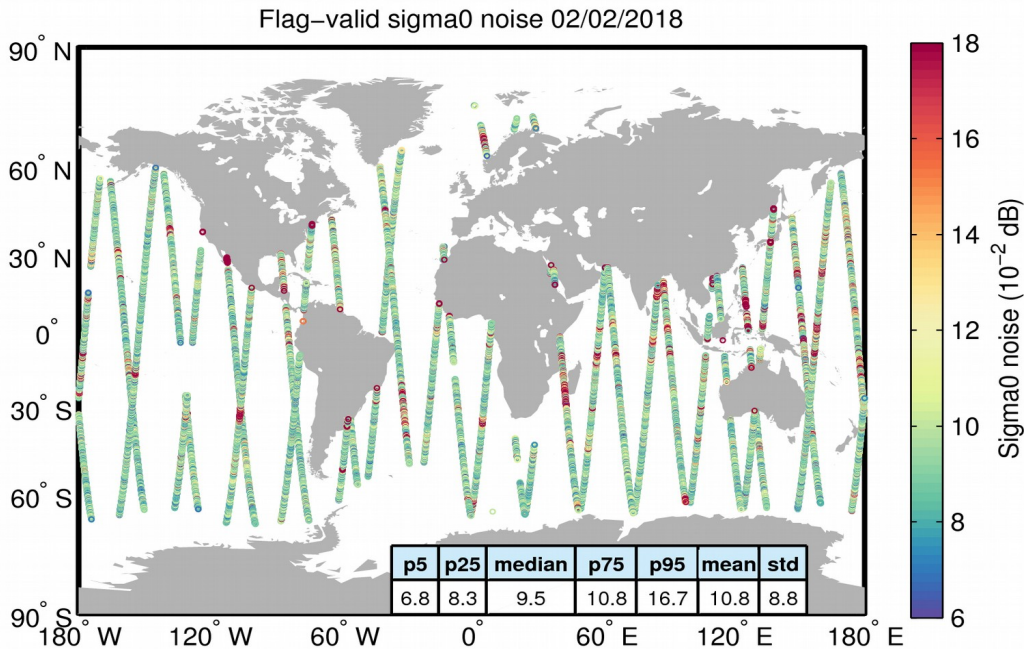 Flag−valid sigma0 noise 02/02/2018
90° N
60° N
30° N
0°
30° S
60° S
90° S
180° W
120° W
60° W
0°
60° E
120° E
180° E
p5 p25 median p75 p95 mean std
6.8 8.3 9.5 10.8 16.7 10.8 8.8
18
16
14
12
10
8
6
Sigma0 noise (10⁻² dB)